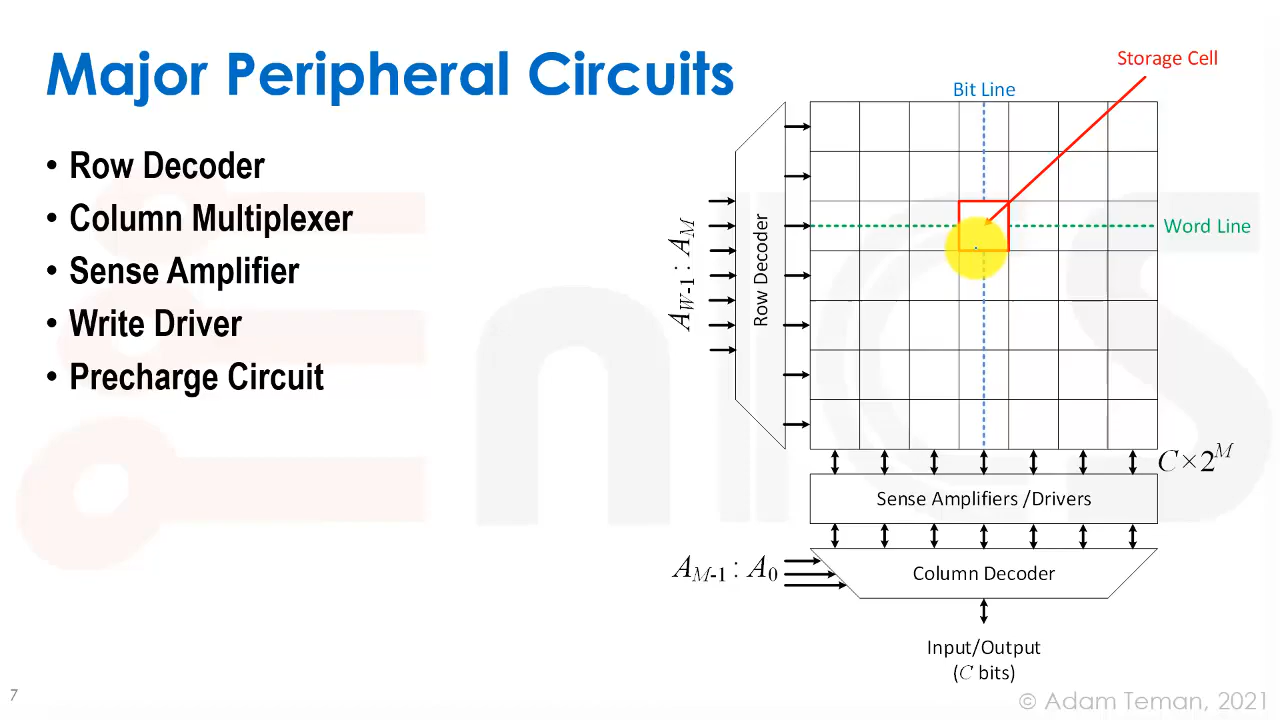 Major Peripheral Circuits
• Row Decoder
• Column Multiplexer
• Sense Amplifier
• Write Driver
• Precharge Circuit
Storage Cell
Bit Line
Word Line
Row Decoder
A_{W-1} : A_M
C×2^M
Sense Amplifiers /Drivers
A_{M-1} : A_0
Column Decoder
Input/Output
(C bits)
7
enics
© Adam Teman, 2021